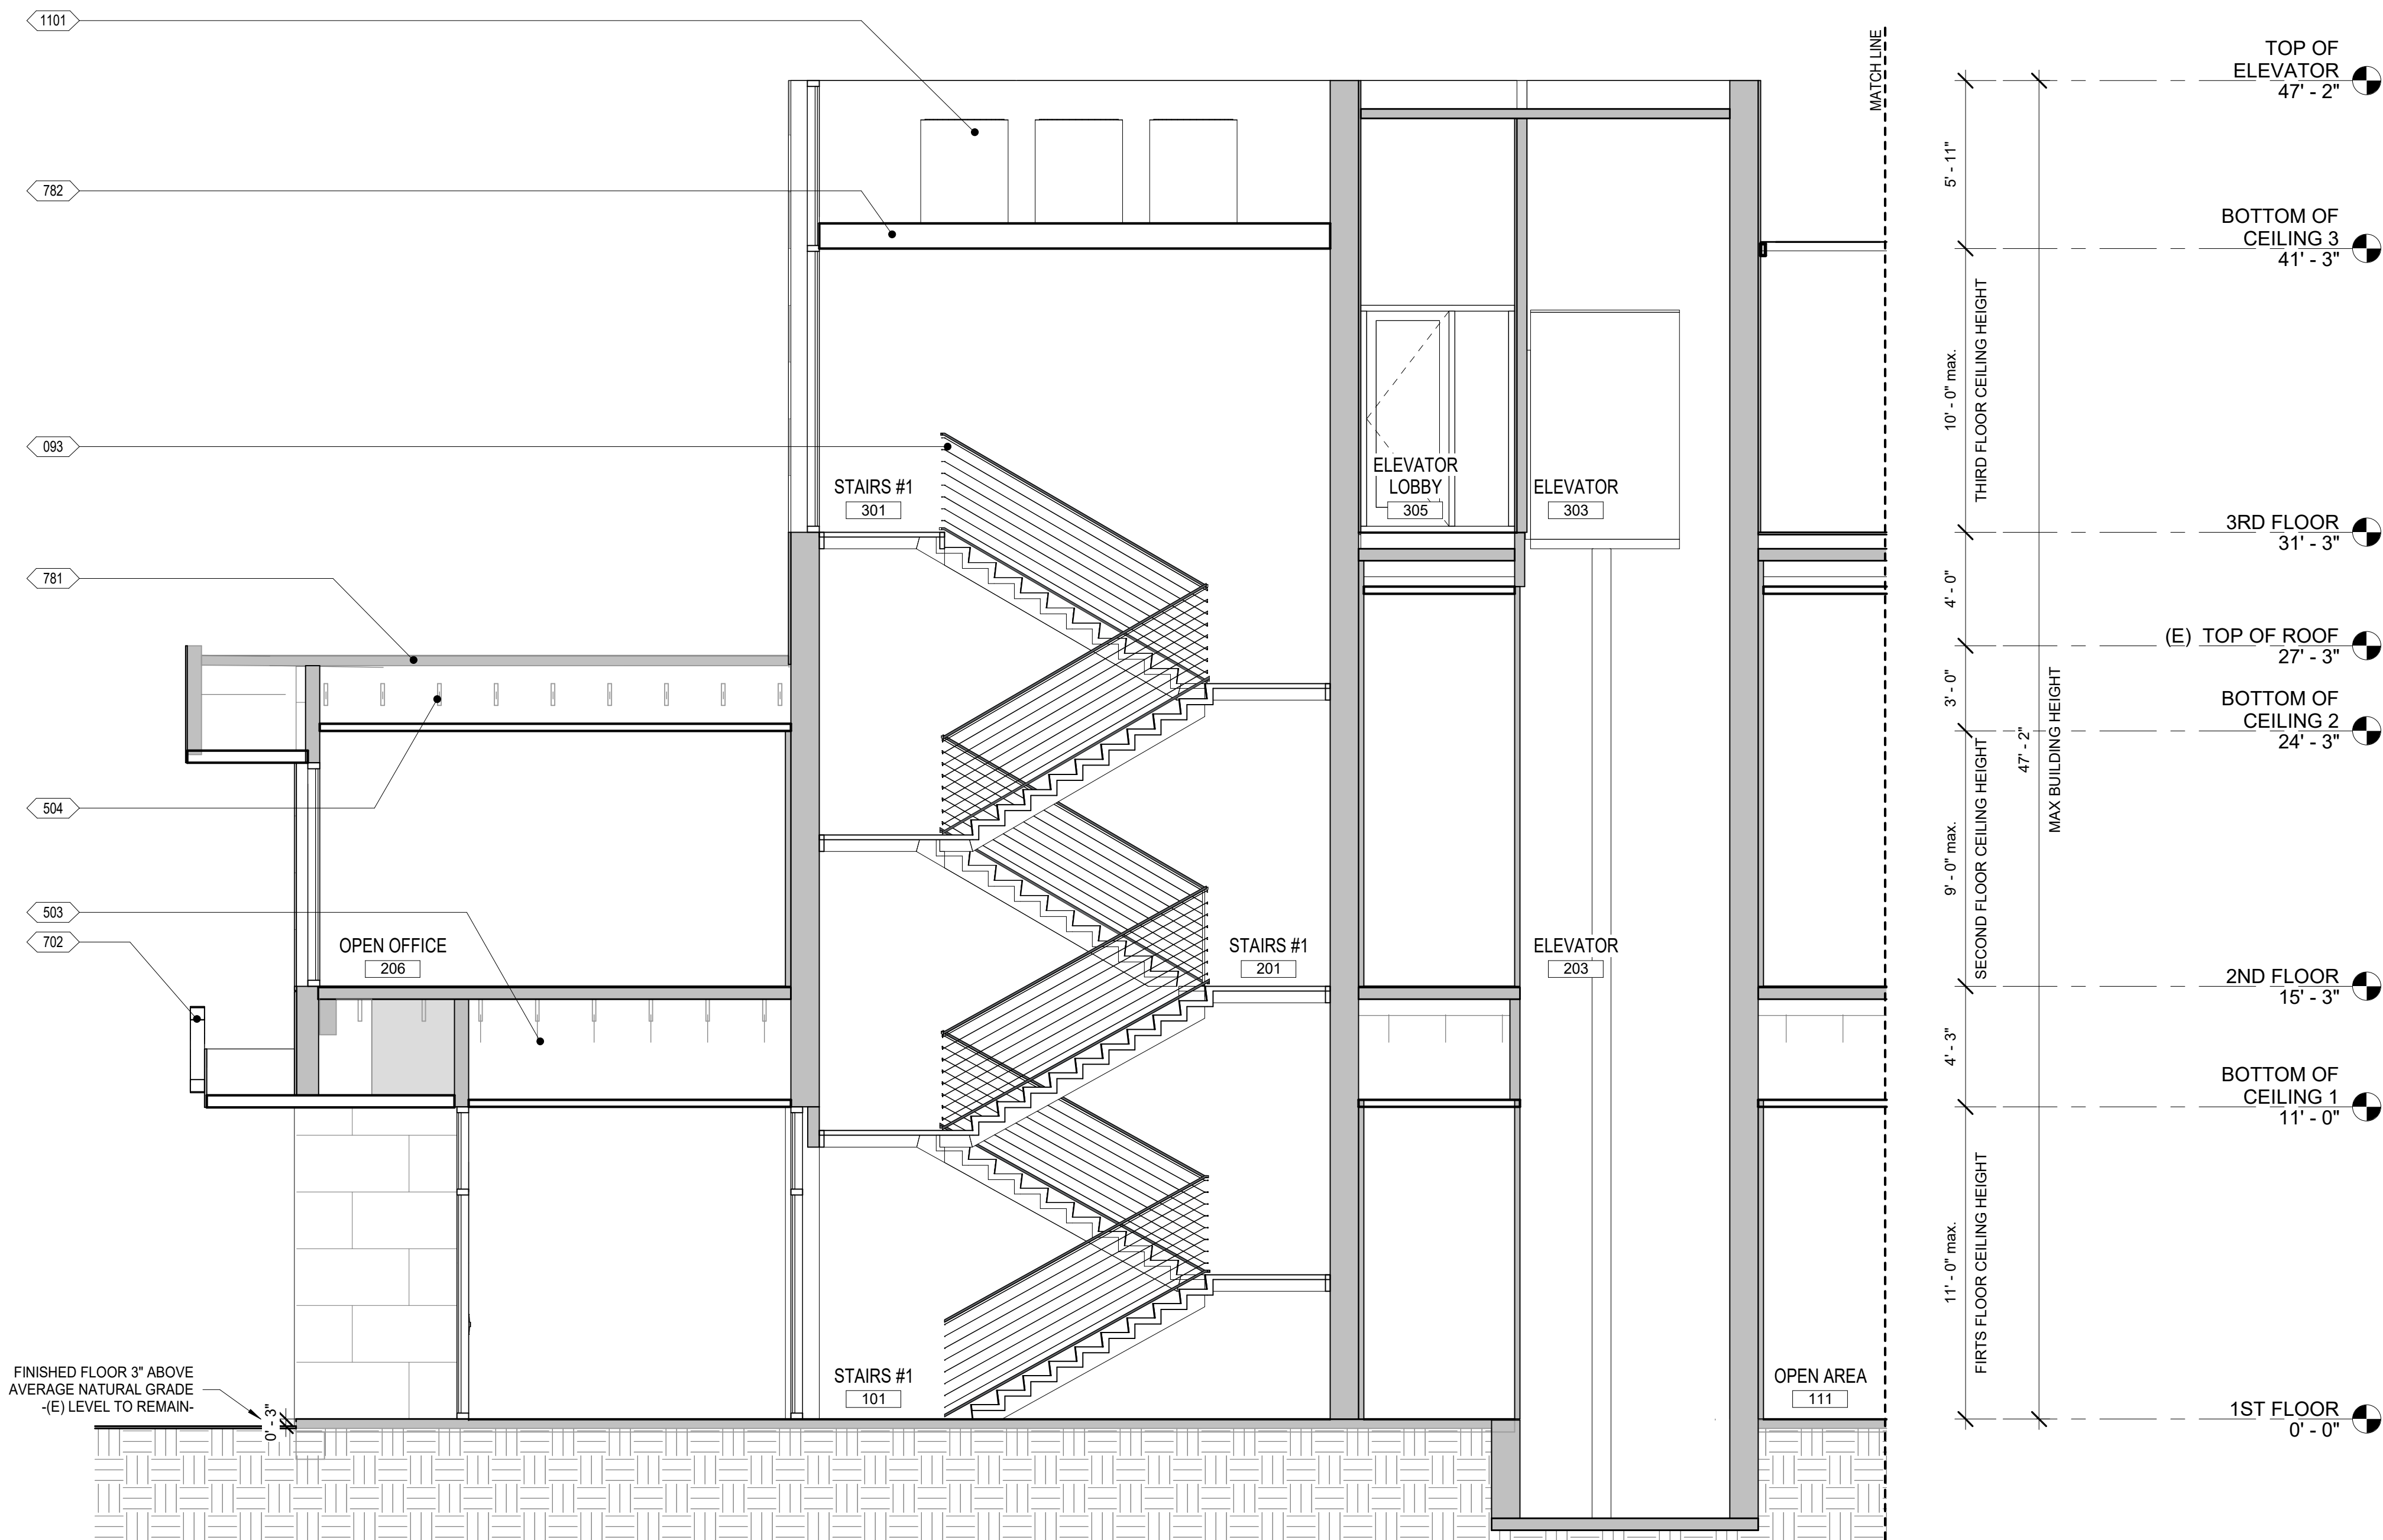 1101
782
093
781
504
503
702
FINISHED FLOOR 3" ABOVE
AVERAGE NATURAL GRADE
-(E) LEVEL TO REMAIN-
0' - 3"
STAIRS #1
301
ELEVATOR
LOBBY
305
ELEVATOR
303
OPEN OFFICE
206
STAIRS #1
201
ELEVATOR
203
STAIRS #1
101
OPEN AREA
111
MATCH LINE
5' - 11"
10' - 0" max.
THIRD FLOOR CEILING HEIGHT
4' - 0"
3' - 0"
9' - 0" max.
SECOND FLOOR CEILING HEIGHT
4' - 3"
11' - 0" max.
FIRTS FLOOR CEILING HEIGHT
47' - 2"
MAX BUILDING HEIGHT
TOP OF
ELEVATOR
47' - 2"
BOTTOM OF
CEILING 3
41' - 3"
3RD FLOOR
31' - 3"
(E) TOP OF ROOF
27' - 3"
BOTTOM OF
CEILING 2
24' - 3"
2ND FLOOR
15' - 3"
BOTTOM OF
CEILING 1
11' - 0"
1ST FLOOR
0' - 0"